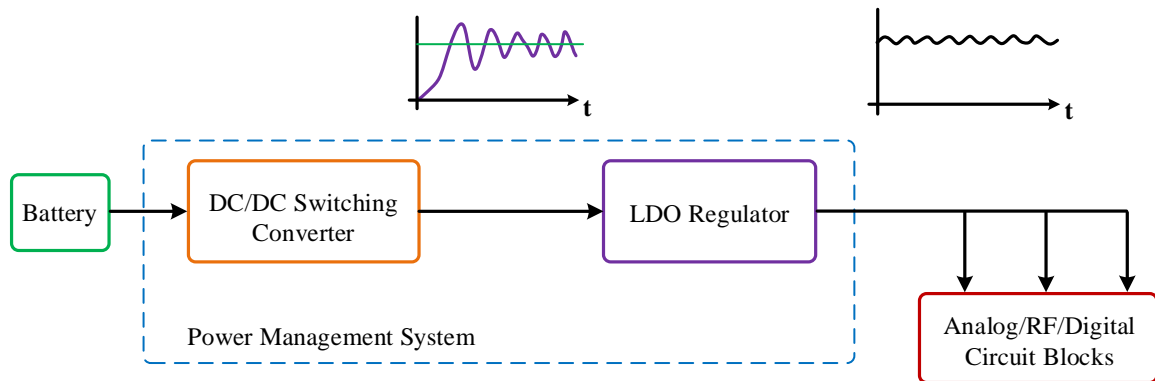 t
t
Battery
DC/DC Switching
Converter
LDO Regulator
Power Management System
Analog/RF/Digital
Circuit Blocks